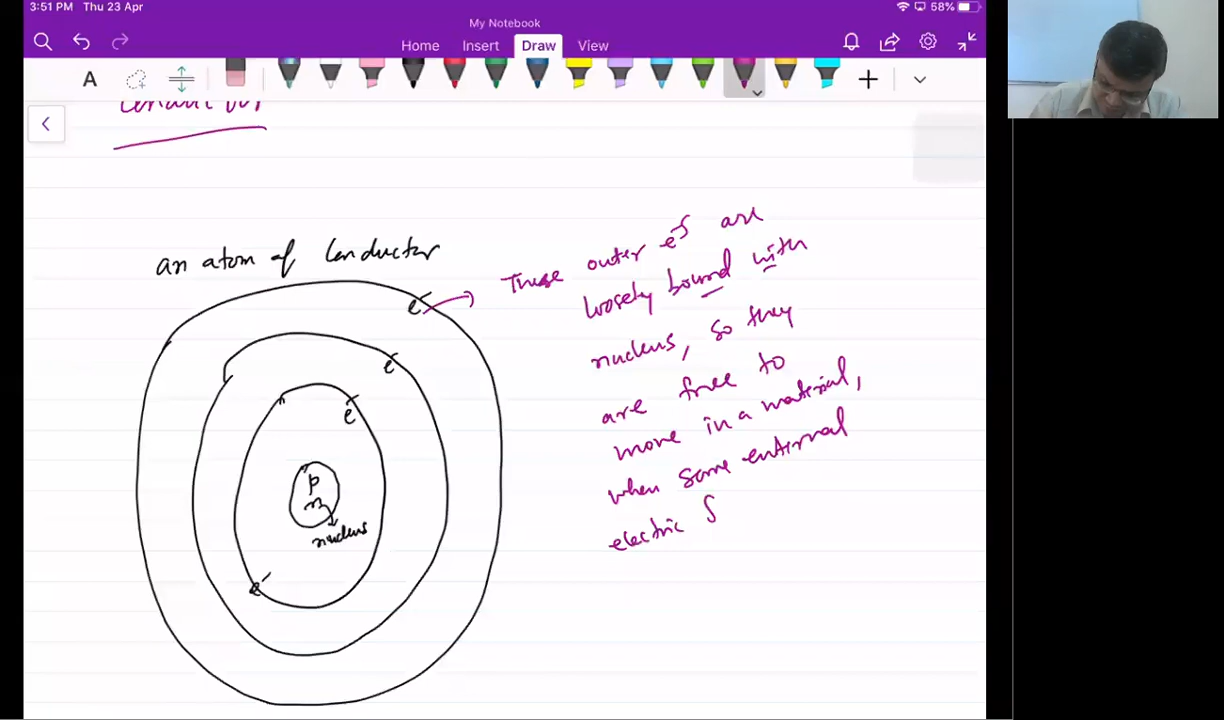 3:51 PM Thu 23 Apr
58%
My Notebook
Home Insert Draw View
A
Conductor
an atom of Conductor
e⁻
e⁻
e⁻
p
n
nucleus
e⁻
These outer e⁻s are
loosely bound with
nucleus, so they
are free to
move in a material,
when some external
electric